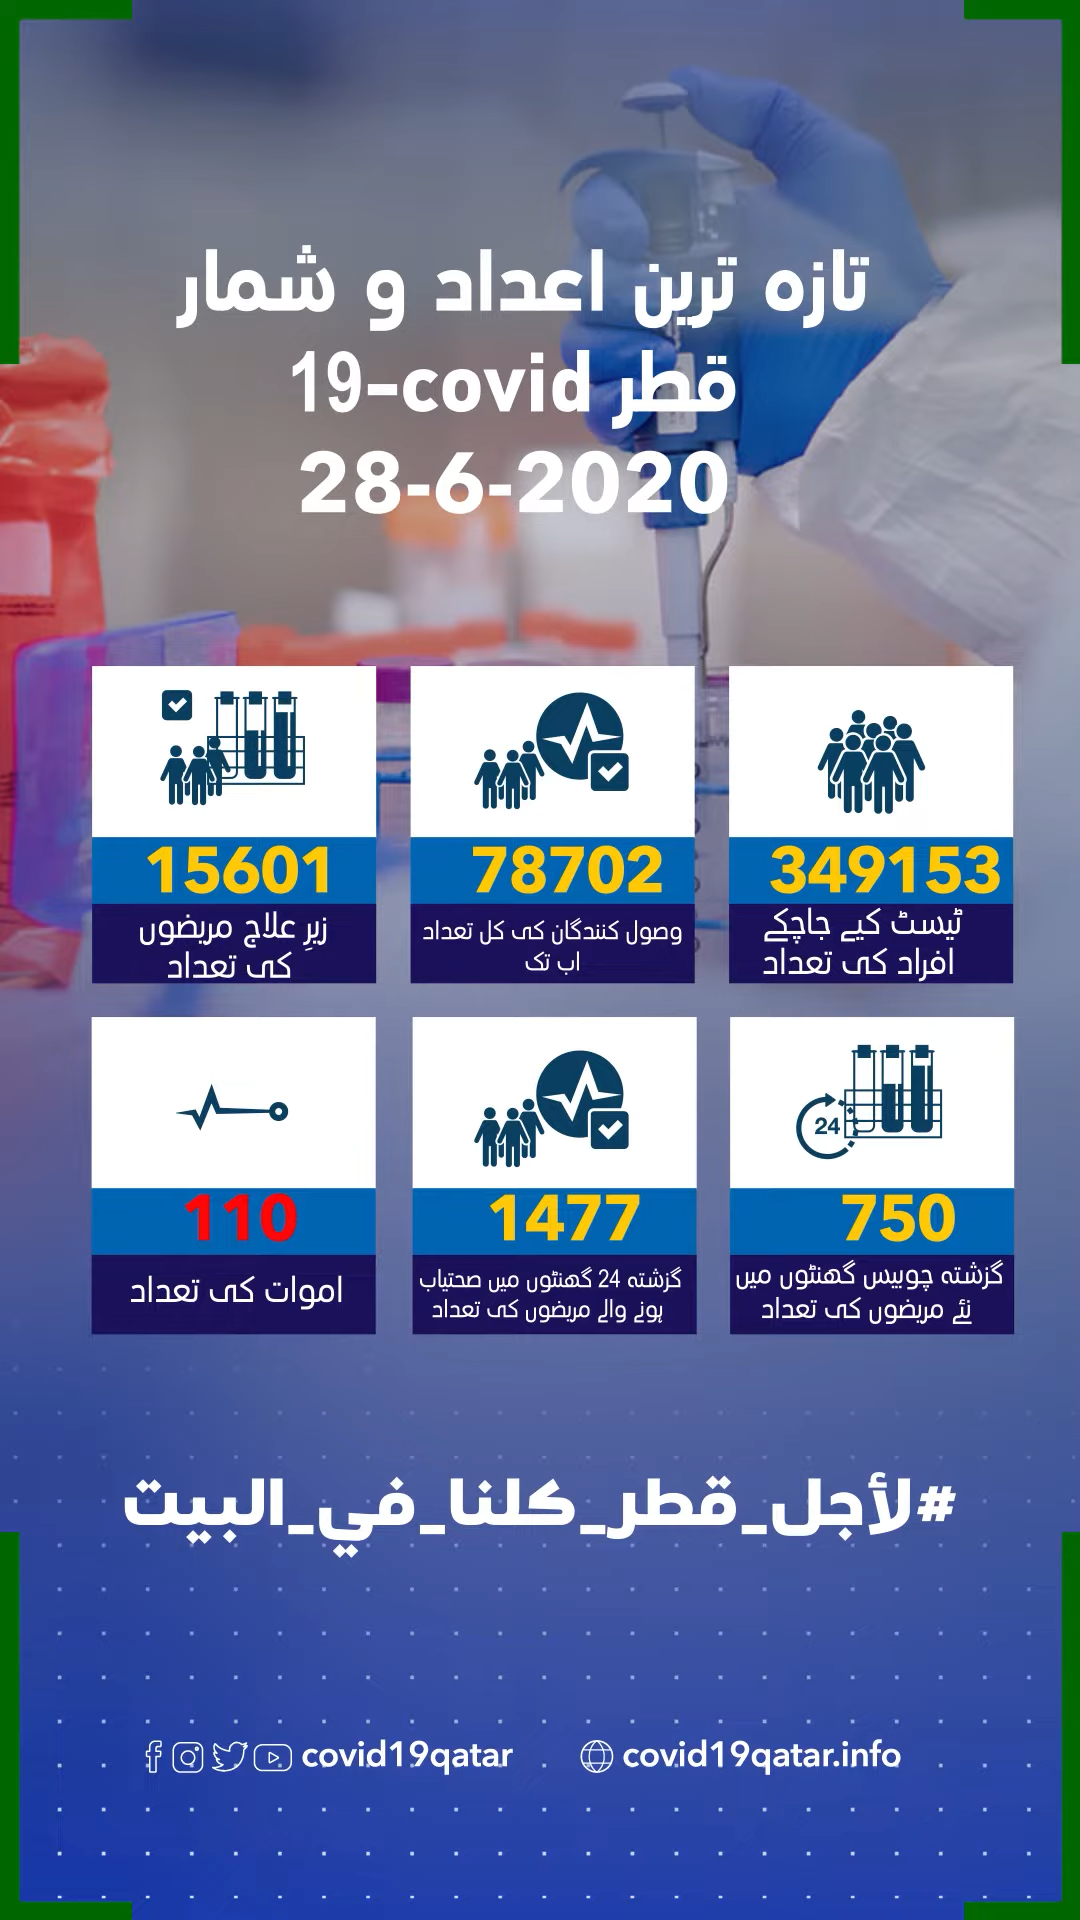 تازه ترین اعداد و شمار
قطر covid-19
28-6-2020
349153
ٹیسٹ کیے جاچکے
افراد کی تعداد
78702
وصول کنندگان کی کل تعداد
اب تک
15601
زیرِ علاج مریضوں
کی تعداد
24
750
گزشته چوبیس گھنٹوں میں
نئے مریضوں کی تعداد
1477
گزشته 24 گھنٹوں میں صحتیاب
ہونے والے مریضوں کی تعداد
110
اموات کی تعداد
#لأجل_قطر_كلنا_في_البيت
covid19qatar
covid19qatar.info